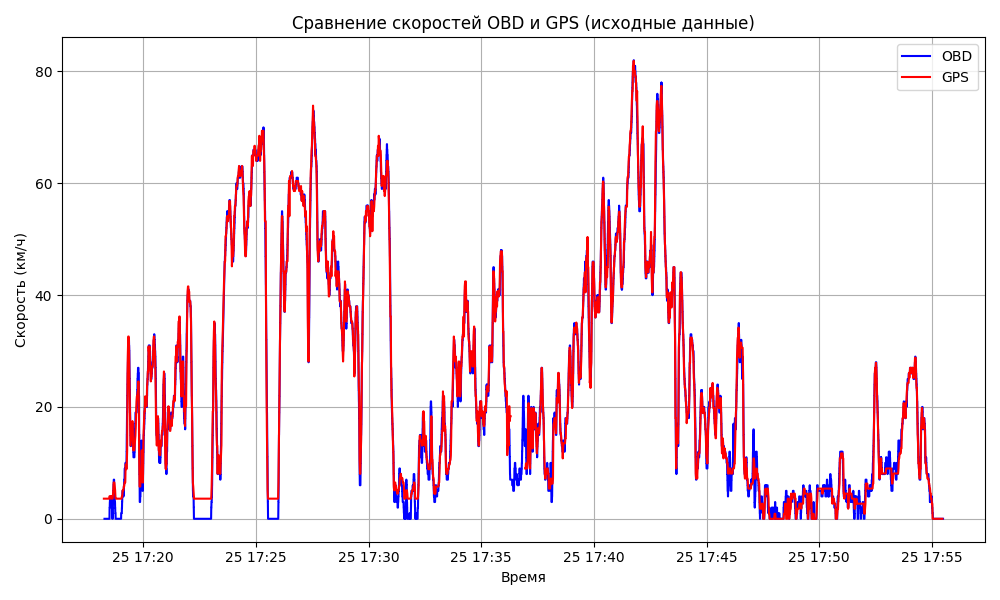 Сравнение скоростей OBD и GPS (исходные данные)
OBD
GPS
80
60
40
20
0
Скорость (км/ч)
25 17:20
25 17:25
25 17:30
25 17:35
25 17:40
25 17:45
25 17:50
25 17:55
Время